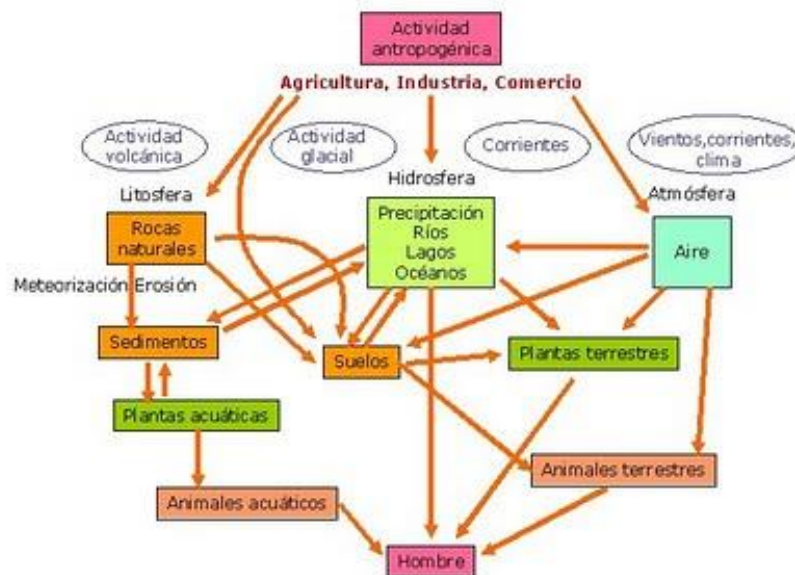 Actividad
antropogénica
Agricultura, Industria, Comercio
Actividad
volcánica
Actividad
glacial
Corrientes
Vientos,corrientes,
clima
Litosfera
Hidrosfera
Atmósfera
Rocas
naturales
Precipitación
Ríos
Lagos
Océanos
Aire
Meteorización Erosión
Sedimentos
Suelos
Plantas terrestres
Plantas acuáticas
Animales terrestres
Animales acuáticos
Hombre